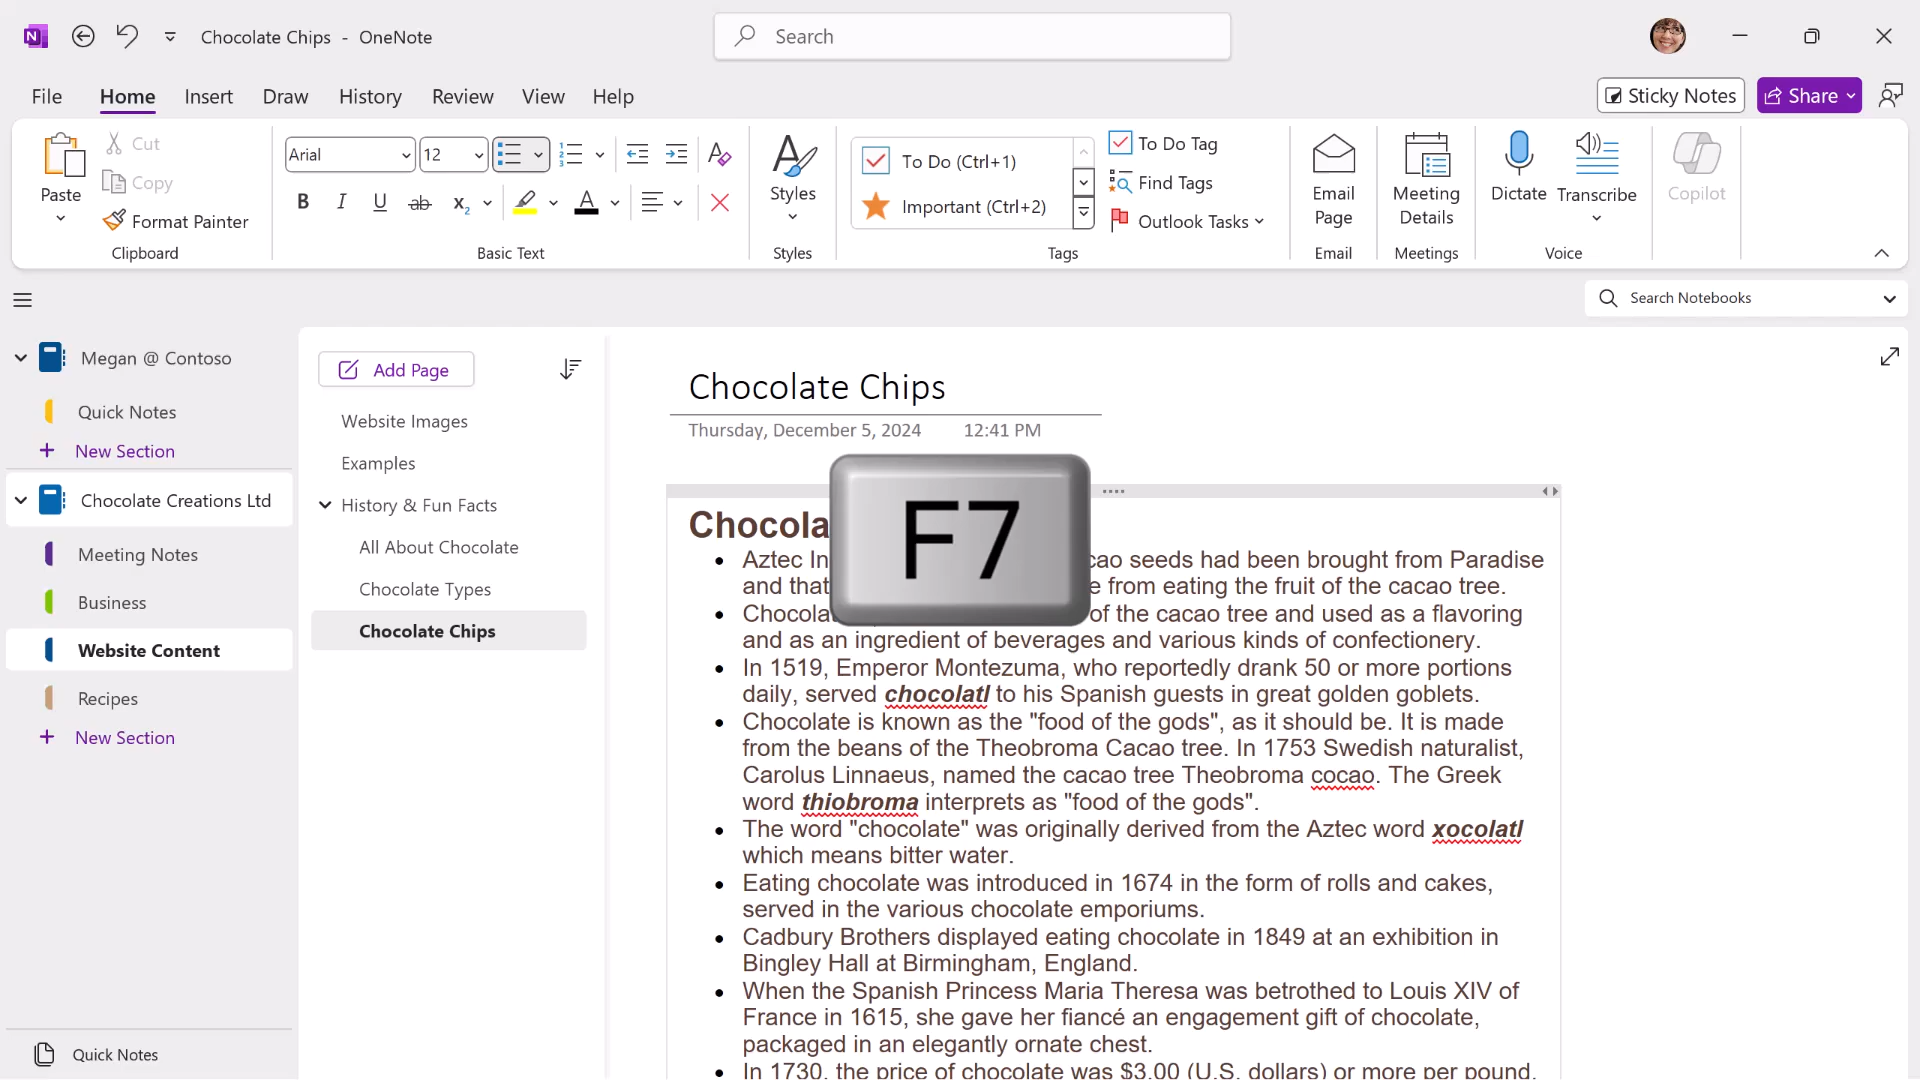 Chocolate Chips - OneNote
Search
File Home Insert Draw History Review View Help
Sticky Notes
Share
Paste
Cut
Copy
Format Painter
Clipboard
Arial
12
B I U ab x2 A
Basic Text
Styles
Styles
To Do (Ctrl+1)
Important (Ctrl+2)
To Do Tag
Find Tags
Outlook Tasks
Tags
Email
Page
Email
Meeting
Details
Meetings
Dictate
Transcribe
Voice
Copilot
Search Notebooks
Megan @ Contoso
Quick Notes
New Section
Chocolate Creations Ltd
Meeting Notes
Business
Website Content
Recipes
New Section
Quick Notes
Add Page
Website Images
Examples
History & Fun Facts
All About Chocolate
Chocolate Types
Chocolate Chips
Chocolate Chips
Thursday, December 5, 2024 12:41 PM
F7
Chocola
Aztec In cao seeds had been brought from Paradise
and that e from eating the fruit of the cacao tree.
Chocola of the cacao tree and used as a flavoring
and as an ingredient of beverages and various kinds of confectionery.
In 1519, Emperor Montezuma, who reportedly drank 50 or more portions
daily, served chocolatl to his Spanish guests in great golden goblets.
Chocolate is known as the "food of the gods", as it should be. It is made
from the beans of the Theobroma Cacao tree. In 1753 Swedish naturalist,
Carolus Linnaeus, named the cacao tree Theobroma cocao. The Greek
word thiobroma interprets as "food of the gods".
The word "chocolate" was originally derived from the Aztec word xocolatl
which means bitter water.
Eating chocolate was introduced in 1674 in the form of rolls and cakes,
served in the various chocolate emporiums.
Cadbury Brothers displayed eating chocolate in 1849 at an exhibition in
Bingley Hall at Birmingham, England.
When the Spanish Princess Maria Theresa was betrothed to Louis XIV of
France in 1615, she gave her fiancé an engagement gift of chocolate,
packaged in an elegantly ornate chest.
In 1730, the price of chocolate was $3.00 (U.S. dollars) or more per pound.